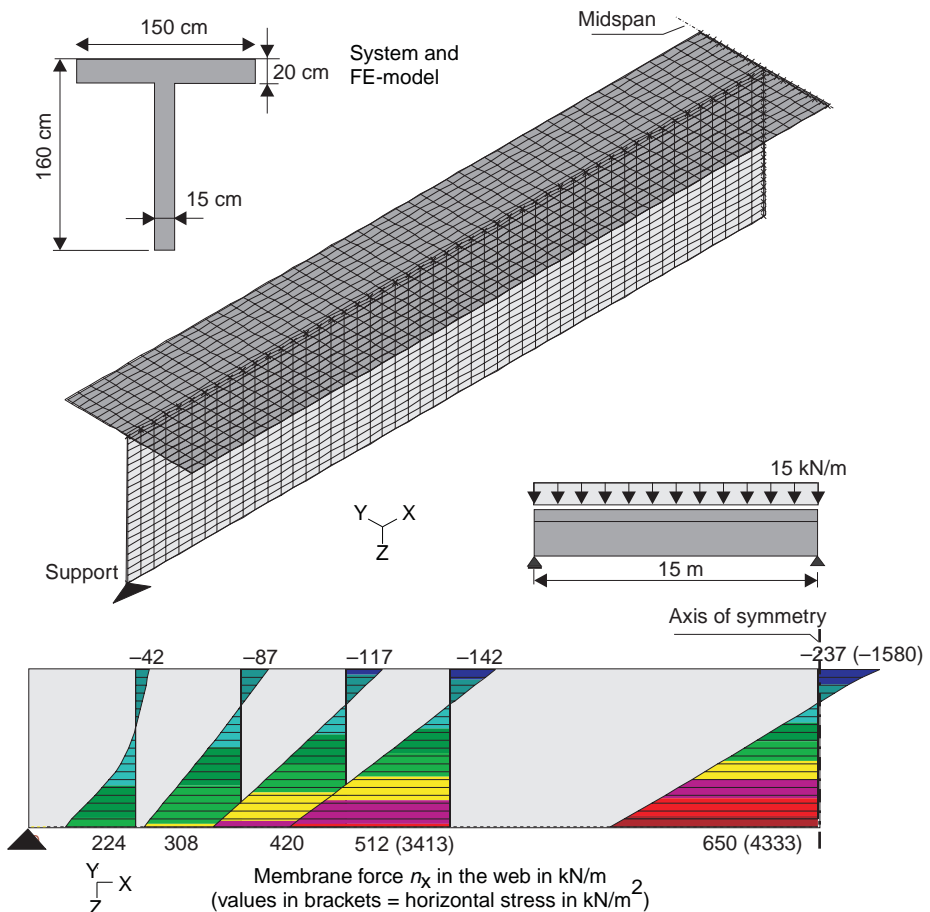 150 cm
Midspan
System and
FE-model
20 cm
160 cm
15 cm
15 kN/m
Y X
Z
Support
15 m
Axis of symmetry
–42 –87 –117 –142 –237 (–1580)
224 308 420 512 (3413) 650 (4333)
Y X
Z
Membrane force nx in the web in kN/m
(values in brackets = horizontal stress in kN/m2)